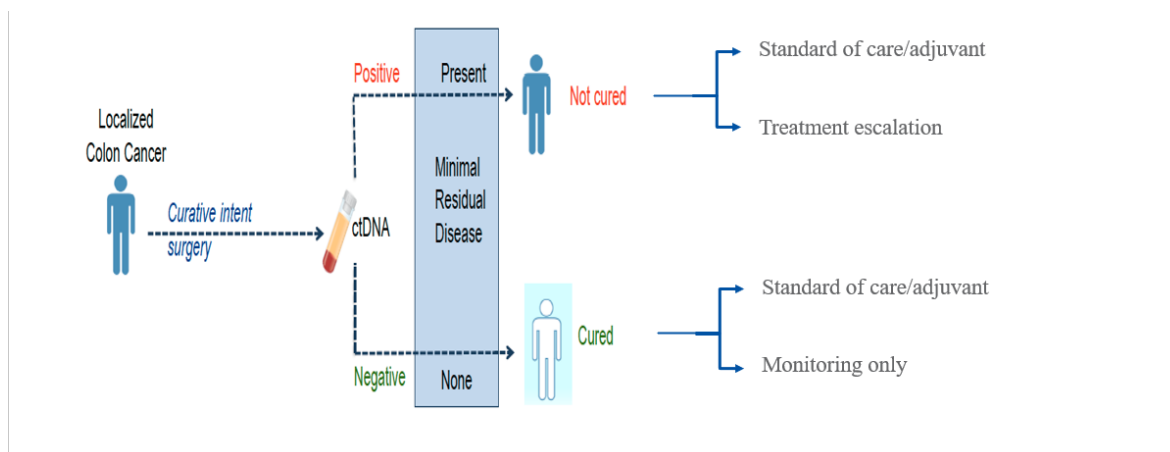 Localized
Colon Cancer
Curative intent
surgery
ctDNA
Positive
Negative
Present
Minimal
Residual
Disease
None
Not cured
Cured
Standard of care/adjuvant
Treatment escalation
Standard of care/adjuvant
Monitoring only